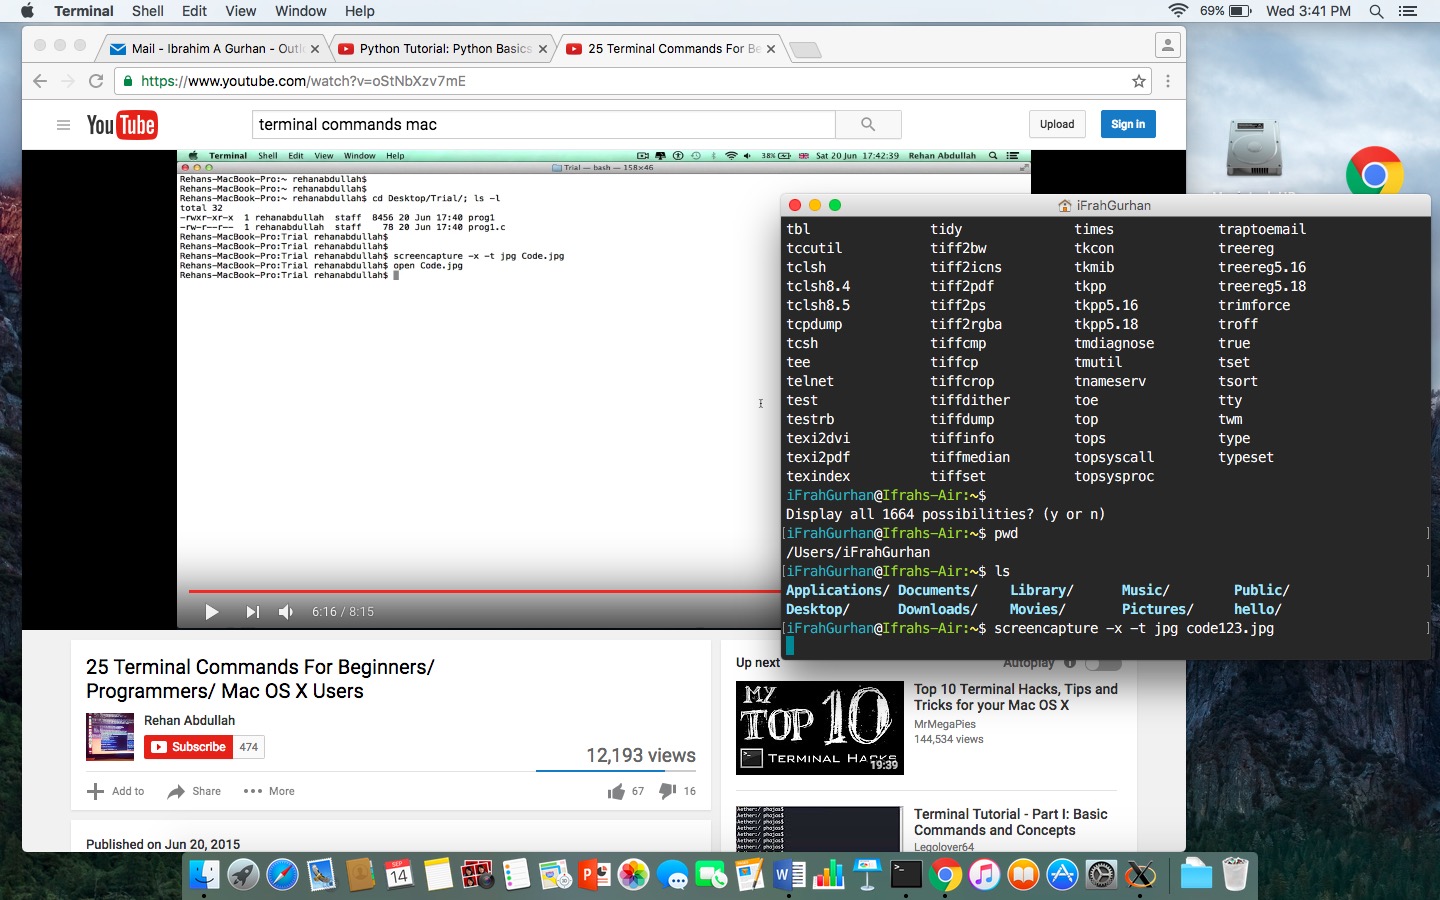 Terminal Shell Edit View Window Help 69% Wed 3:41 PM
Mail - Ibrahim A Gurhan - Outl
Python Tutorial: Python Basics
25 Terminal Commands For Be
https://www.youtube.com/watch?v=oStNbXzv7mE
YouTube
terminal commands mac
Upload
Sign in
Terminal Shell Edit View Window Help 38% Sat 20 Jun 17:42:39 Rehan Abdullah
Trial — bash — 158×46
Rehans-MacBook-Pro:~ rehanabdullah$
Rehans-MacBook-Pro:~ rehanabdullah$
Rehans-MacBook-Pro:~ rehanabdullah$ cd Desktop/Trial/; ls -l
total 32
-rwxr-xr-x 1 rehanabdullah staff 8456 20 Jun 17:40 prog1
-rw-r--r-- 1 rehanabdullah staff 78 20 Jun 17:40 prog1.c
Rehans-MacBook-Pro:Trial rehanabdullah$
Rehans-MacBook-Pro:Trial rehanabdullah$
Rehans-MacBook-Pro:Trial rehanabdullah$ screencapture -x -t jpg Code.jpg
Rehans-MacBook-Pro:Trial rehanabdullah$ open Code.jpg
Rehans-MacBook-Pro:Trial rehanabdullah$
6:16 / 8:15
iFrahGurhan
tbl tidy times traptoemail
tccutil tiff2bw tkcon treereg
tclsh tiff2icns tkmib treereg5.16
tclsh8.4 tiff2pdf tkpp treereg5.18
tclsh8.5 tiff2ps tkpp5.16 trimforce
tcpdump tiff2rgba tkpp5.18 troff
tcsh tiffcmp tmdiagnose true
tee tiffcp tmutil tset
telnet tiffcrop tnameserv tsort
test tiffdither toe tty
testrb tiffdump top twm
texi2dvi tiffinfo tops type
texi2pdf tiffmedian topsyscall typeset
texindex tiffset topsysproc
iFrahGurhan@Ifrahs-Air:~$
Display all 1664 possibilities? (y or n)
[iFrahGurhan@Ifrahs-Air:~$ pwd ]
/Users/iFrahGurhan
[iFrahGurhan@Ifrahs-Air:~$ ls ]
Applications/ Documents/ Library/ Music/ Public/
Desktop/ Downloads/ Movies/ Pictures/ hello/
[iFrahGurhan@Ifrahs-Air:~$ screencapture -x -t jpg code123.jpg ]
25 Terminal Commands For Beginners/
Programmers/ Mac OS X Users
Rehan Abdullah
Subscribe 474
12,193 views
Add to Share More 67 16
Published on Jun 20, 2015
Up next
Autoplay
MY
TOP 10
TERMINAL HACKS
19:39
Top 10 Terminal Hacks, Tips and
Tricks for your Mac OS X
MrMegaPies
144,534 views
Aether:/ phajas$
Aether:/ phajas$
Aether:/ phajas$
Aether:/ phajas$
Aether:/ phajas$
Aether:/ phajas$
Terminal Tutorial - Part I: Basic
Commands and Concepts
Legolover64
SEP
14